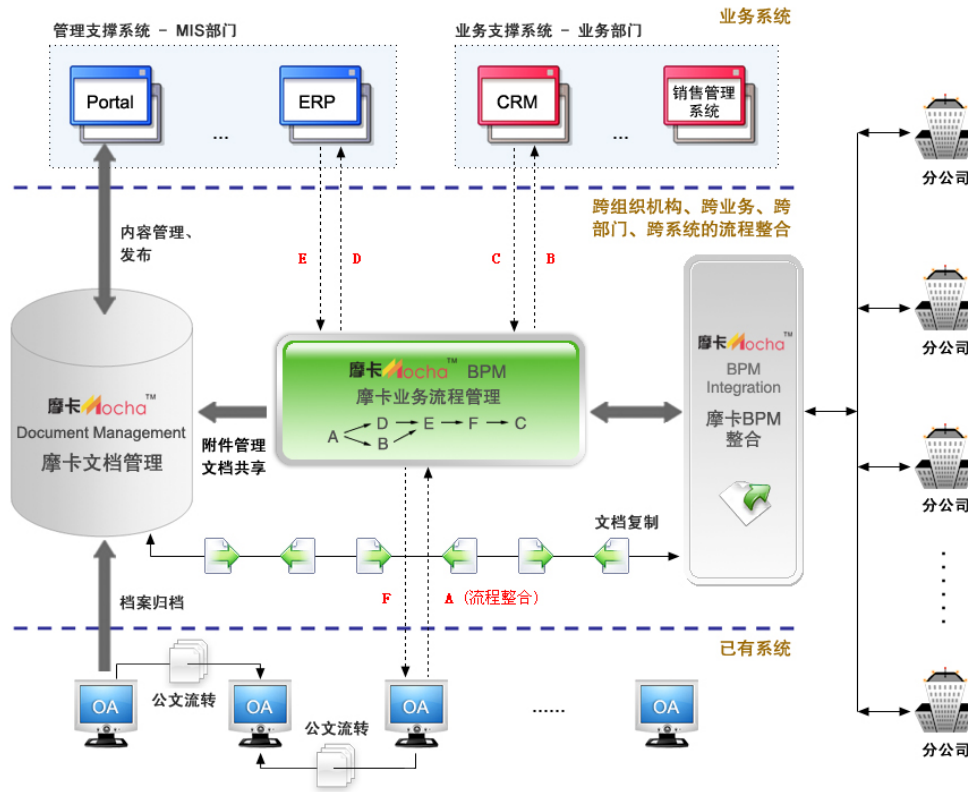 业务系统
管理支撑系统 - MIS部门
业务支撑系统 - 业务部门
Portal
...
ERP
CRM
...
销售管理
系统
分公司
跨组织机构、跨业务、跨
部门、跨系统的流程整合
内容管理、
发布
E
D
C
B
分公司
摩卡Mocha™
Document Management
摩卡文档管理
附件管理
文档共享
摩卡Mocha™ BPM
摩卡业务流程管理
A
D
B
E
F
C
摩卡Mocha™
BPM
Integration
摩卡BPM
整合
分公司
文档复制
F
A (流程整合)
档案归档
已有系统
公文流转
OA
OA
OA
......
OA
公文流转
......
分公司